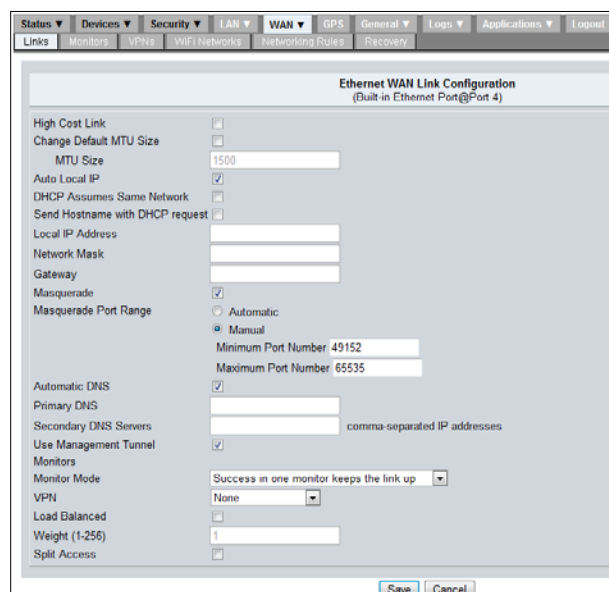 Status ▼ Devices ▼ Security ▼ LAN ▼ WAN ▼ GPS General ▼ Logs ▼ Applications ▼ Logout
Links Monitors VPNs WiFi Networks Networking Rules Recovery
Ethernet WAN Link Configuration
(Built-in Ethernet Port@Port 4)
High Cost Link
Change Default MTU Size
MTU Size 1500
Auto Local IP
DHCP Assumes Same Network
Send Hostname with DHCP request
Local IP Address
Network Mask
Gateway
Masquerade
Masquerade Port Range Automatic
Manual
Minimum Port Number 49152
Maximum Port Number 65535
Automatic DNS
Primary DNS
Secondary DNS Servers comma-separated IP addresses
Use Management Tunnel
Monitors
Monitor Mode Success in one monitor keeps the link up
VPN None
Load Balanced
Weight (1-256) 1
Split Access
Save Cancel